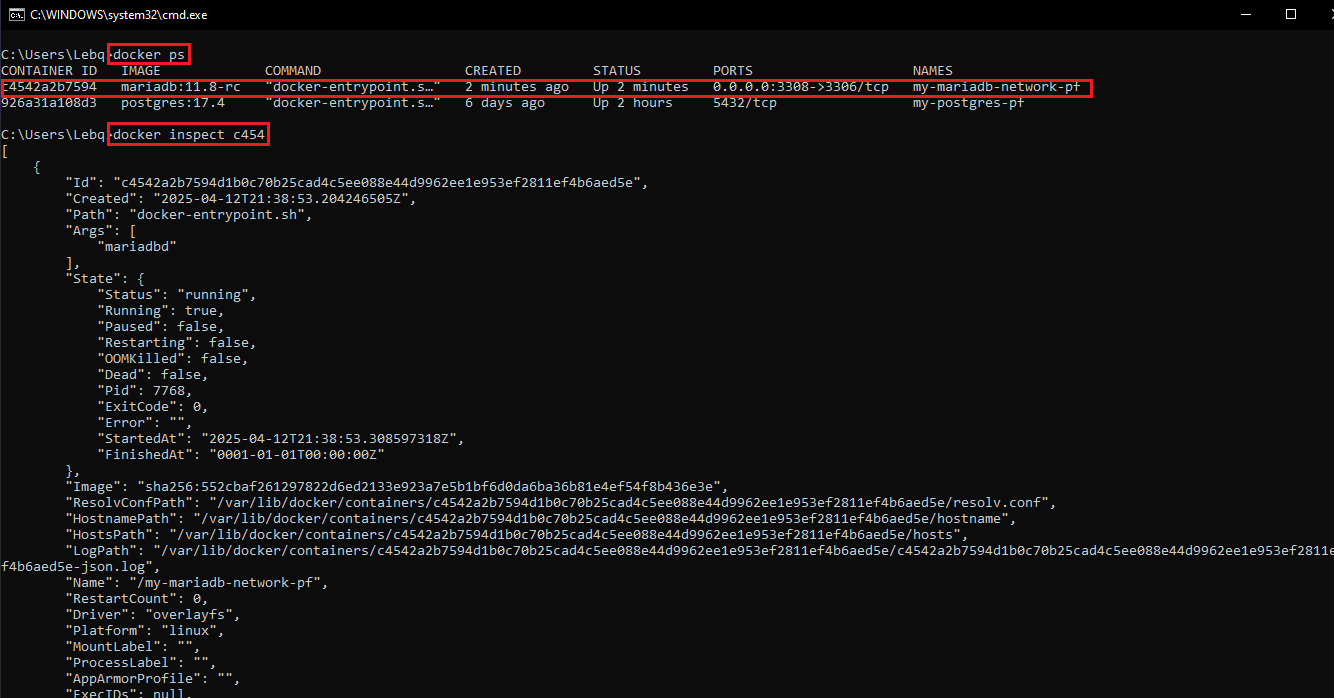 C:\WINDOWS\system32\cmd.exe
C:\Users\Lebq>docker ps
CONTAINER ID   IMAGE             COMMAND                  CREATED         STATUS         PORTS                    NAMES
c4542a2b7594   mariadb:11.8-rc   "docker-entrypoint.s…"   2 minutes ago   Up 2 minutes   0.0.0.0:3308->3306/tcp   my-mariadb-network-pf
926a31a108d3   postgres:17.4     "docker-entrypoint.s…"   6 days ago      Up 2 hours     5432/tcp                 my-postgres-pf
C:\Users\Lebq>docker inspect c454
[
    {
        "Id": "c4542a2b7594d1b0c70b25cad4c5ee088e44d9962ee1e953ef2811ef4b6aed5e",
        "Created": "2025-04-12T21:38:53.204246505Z",
        "Path": "docker-entrypoint.sh",
        "Args": [
            "mariadbd"
        ],
        "State": {
            "Status": "running",
            "Running": true,
            "Paused": false,
            "Restarting": false,
            "OOMKilled": false,
            "Dead": false,
            "Pid": 7768,
            "ExitCode": 0,
            "Error": "",
            "StartedAt": "2025-04-12T21:38:53.308597318Z",
            "FinishedAt": "0001-01-01T00:00:00Z"
        },
        "Image": "sha256:552cbaf261297822d6ed2133e923a7e5b1bf6d0da6ba36b81e4ef54f8b436e3e",
        "ResolvConfPath": "/var/lib/docker/containers/c4542a2b7594d1b0c70b25cad4c5ee088e44d9962ee1e953ef2811ef4b6aed5e/resolv.conf",
        "HostnamePath": "/var/lib/docker/containers/c4542a2b7594d1b0c70b25cad4c5ee088e44d9962ee1e953ef2811ef4b6aed5e/hostname",
        "HostsPath": "/var/lib/docker/containers/c4542a2b7594d1b0c70b25cad4c5ee088e44d9962ee1e953ef2811ef4b6aed5e/hosts",
        "LogPath": "/var/lib/docker/containers/c4542a2b7594d1b0c70b25cad4c5ee088e44d9962ee1e953ef2811ef4b6aed5e/c4542a2b7594d1b0c70b25cad4c5ee088e44d9962ee1e953ef2811e
f4b6aed5e-json.log",
        "Name": "/my-mariadb-network-pf",
        "RestartCount": 0,
        "Driver": "overlayfs",
        "Platform": "linux",
        "MountLabel": "",
        "ProcessLabel": "",
        "AppArmorProfile": "",
        "ExecIDs": null,